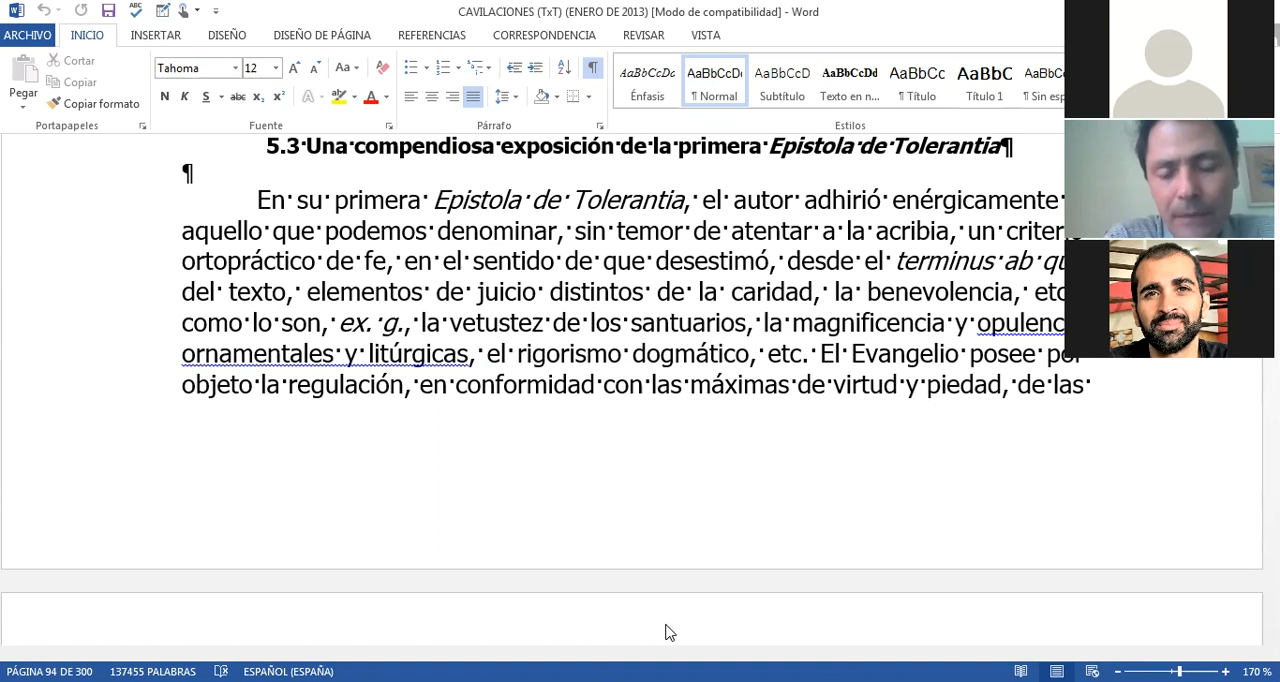 CAVILACIONES (TxT) (ENERO DE 2013) [Modo de compatibilidad] - Word
ARCHIVO INICIO INSERTAR DISEÑO DISEÑO DE PÁGINA REFERENCIAS CORRESPONDENCIA REVISAR VISTA
Pegar
Cortar
Copiar
Copiar formato
Portapapeles
Tahoma 12
Fuente
Párrafo
AaBbCcDc AaBbCcDc AaBbCcD AaBbCcDd AaBbCc AaBbC AaBbCc
Énfasis ¶ Normal Subtítulo Texto en n... ¶ Título Título 1 ¶ Sin esp
Estilos
5.3·Una·compendiosa·exposición·de·la·primera·Epistola·de·Tolerantia¶
¶
En· su· primera· Epistola· de· Tolerantia,· el· autor· adhirió· enérgicamente·
aquello· que· podemos· denominar,· sin· temor· de· atentar· a· la· acribia,· un· criterio
ortopráctico· de· fe,· en· el· sentido· de· que· desestimó,· desde· el· terminus· ab· qu
del· texto,· elementos· de· juicio· distintos· de· la· caridad,· la· benevolencia,· etc
como·lo·son,·ex.·g.,·la·vetustez·de·los·santuarios,·la·magnificencia·y·opulenc
ornamentales·y·litúrgicas,·el·rigorismo·dogmático,·etc.·El·Evangelio·posee·por
objeto·la·regulación,·en·conformidad·con·las·máximas·de·virtud·y·piedad,·de·las·
PÁGINA 94 DE 300 137455 PALABRAS ESPAÑOL (ESPAÑA) 170 %